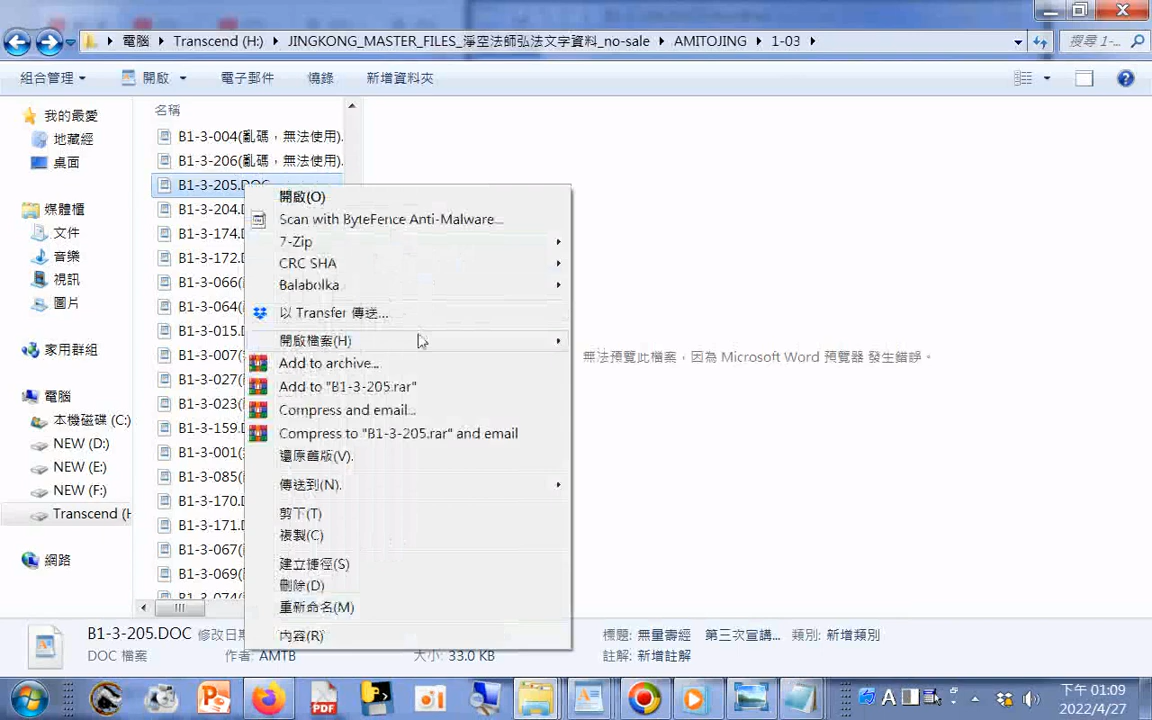 電腦 Transcend (H:) JINGKONG_MASTER_FILES_淨空法師弘法文字資料_no-sale AMITOJING 1-03
搜尋 1-...
組合管理 開啟 電子郵件 燒錄 新增資料夾
我的最愛
地藏經
桌面
媒體櫃
文件
音樂
視訊
圖片
家用群組
電腦
本機磁碟 (C:)
NEW (D:)
NEW (E:)
NEW (F:)
Transcend (H
網路
名稱
B1-3-004(亂碼，無法使用).
B1-3-206(亂碼，無法使用).
B1-3-205.DOC
B1-3-204.
B1-3-174.D
B1-3-172.
B1-3-066(
B1-3-064(
B1-3-015.
B1-3-007(
B1-3-027(
B1-3-023(
B1-3-159.
B1-3-001(
B1-3-085(
B1-3-170.
B1-3-171.
B1-3-067(
B1-3-069(
開啟(O)
Scan with ByteFence Anti-Malware...
7-Zip
CRC SHA
Balabolka
以 Transfer 傳送...
開啟檔案(H)
Add to archive...
Add to "B1-3-205.rar"
Compress and email...
Compress to "B1-3-205.rar" and email
還原舊版(V).
傳送到(N).
剪下(T)
複製(C)
建立捷徑(S)
刪除(D)
重新命名(M)
內容(R)
無法預覽此檔案，因為 Microsoft Word 預覽器 發生錯誤。
B1-3-205.DOC 修改日
DOC 檔案 作者: AMTB 大小: 33.0 KB
標題: 無量壽經 第三次宣講... 類別: 新增類別
註解: 新增註解
PDF
下午 01:09
2022/4/27